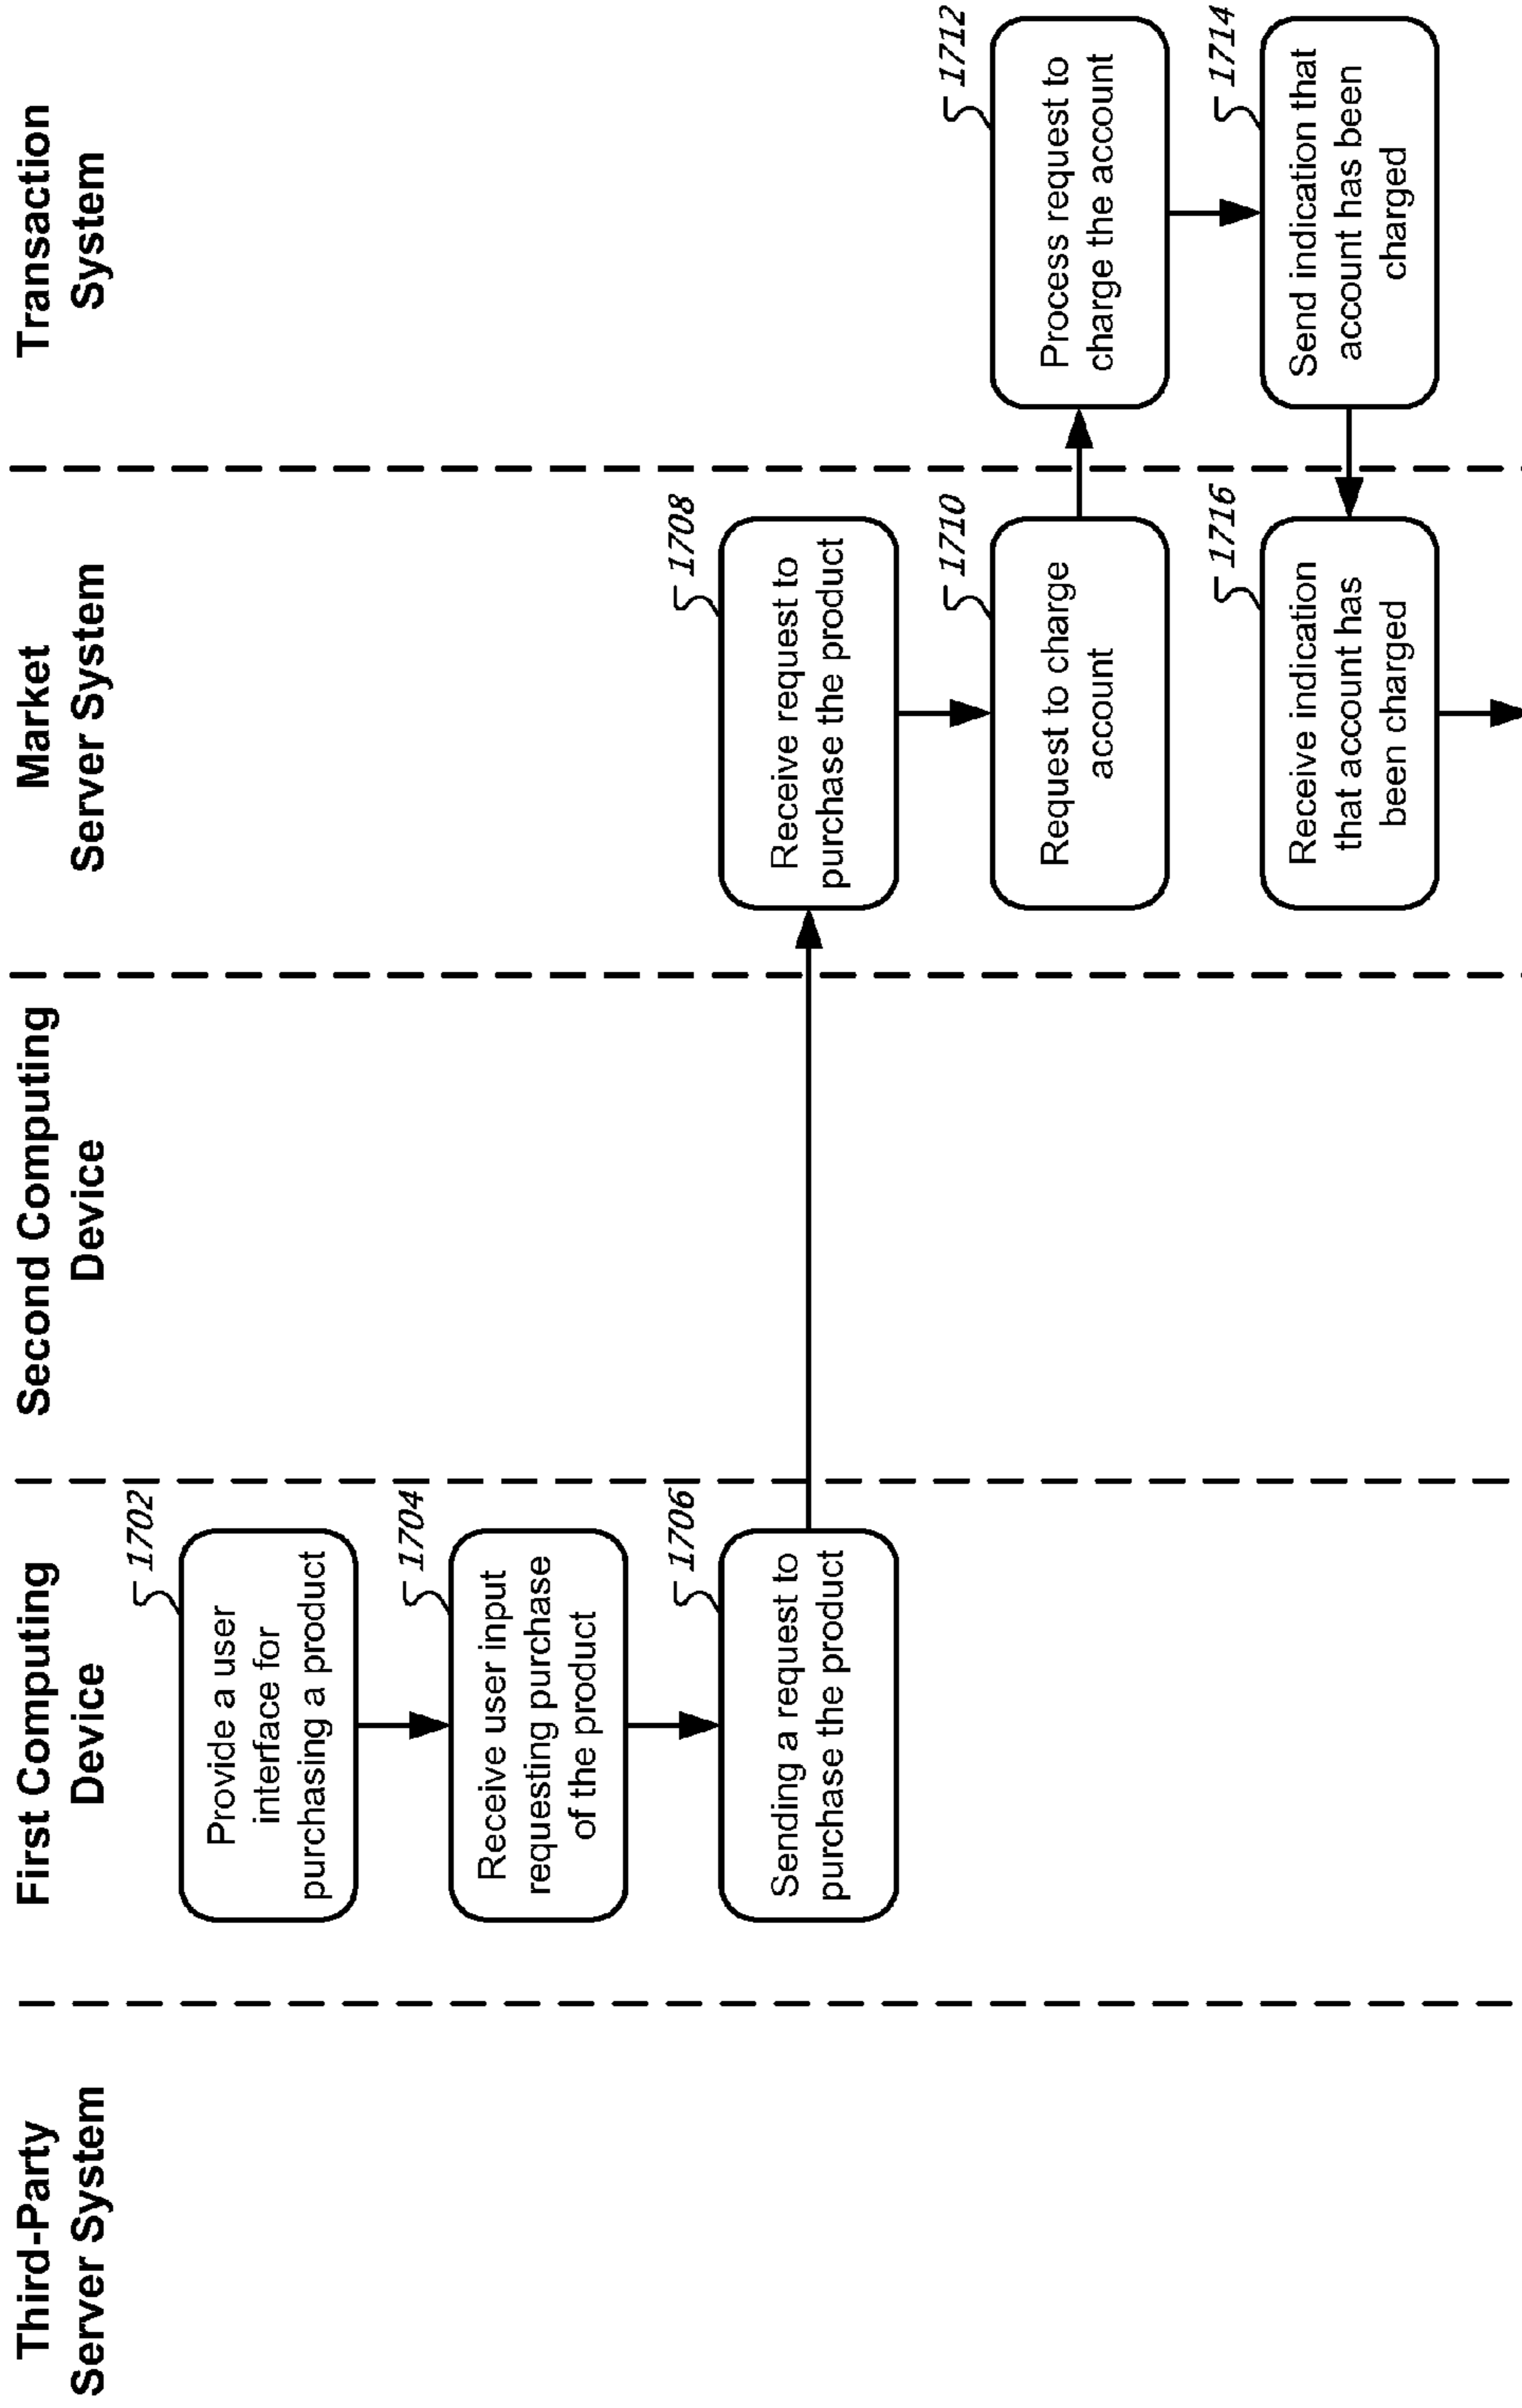 Third-Party
Server System
First Computing
Device
Second Computing
Device
Market
Server System
Transaction
System
1702
Provide a user
interface for
purchasing a product
1704
Receive user input
requesting purchase
of the product
1706
Sending a request to
purchase the product
1708
Receive request to
purchase the product
1710
Request to charge
account
1712
Process request to
charge the account
1714
Send indication that
account has been
charged
1716
Receive indication
that account has
been charged